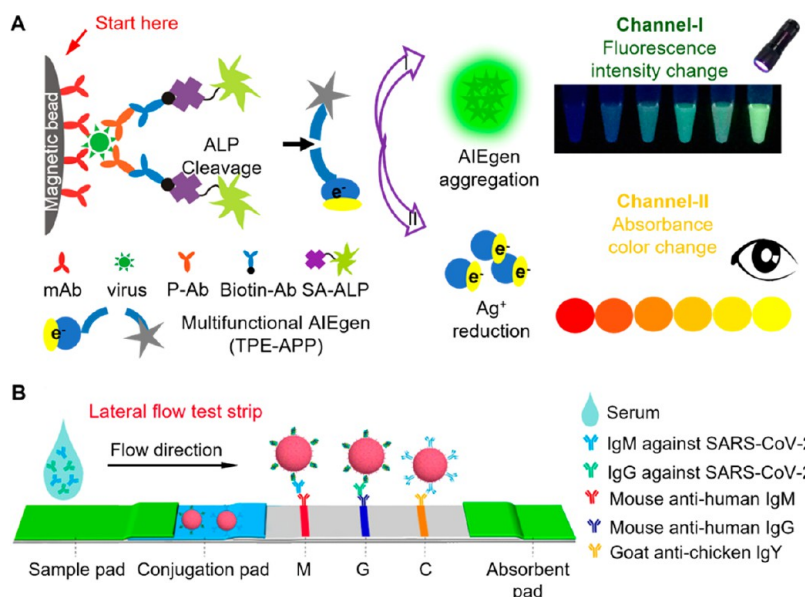 A
Start here
Magnetic bead
ALP
Cleavage
e-
I
II
AIEgen
aggregation
e-
e-
e-
Ag+
reduction
Channel-I
Fluorescence
intensity change
Channel-II
Absorbance
color change
mAb virus P-Ab Biotin-Ab SA-ALP
e-
Multifunctional AIEgen
(TPE-APP)
B
Lateral flow test strip
Flow direction
Sample pad Conjugation pad M G C Absorbent
pad
Serum
IgM against SARS-CoV-2
IgG against SARS-CoV-2
Mouse anti-human IgM
Mouse anti-human IgG
Goat anti-chicken IgY